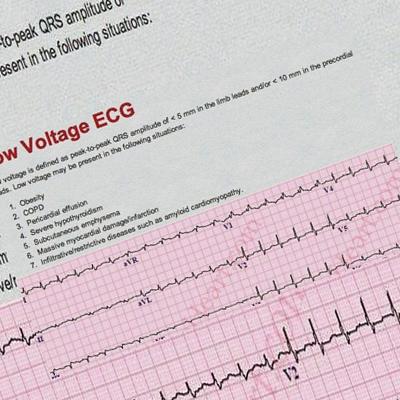 -to-peak QRS amplitude of
esent in the following situations:
ow Voltage ECG
voltage is defined as peak-to-peak QRS amplitude of < 5 mm in the limb leads and/or < 10 mm in the precordial
ds. Low voltage may be present in the following situations:
1. Obesity
2. COPD
3. Pericardial effusion
4. Severe hypothyroidism
5. Subcutaneous emphysema
6. Massive myocardial damage/infarction
7. Infiltrative/restrictive diseases such as amyloid cardiomyopathy.
I
aVR
V1
V4
II
aVL
V2
V5
V2